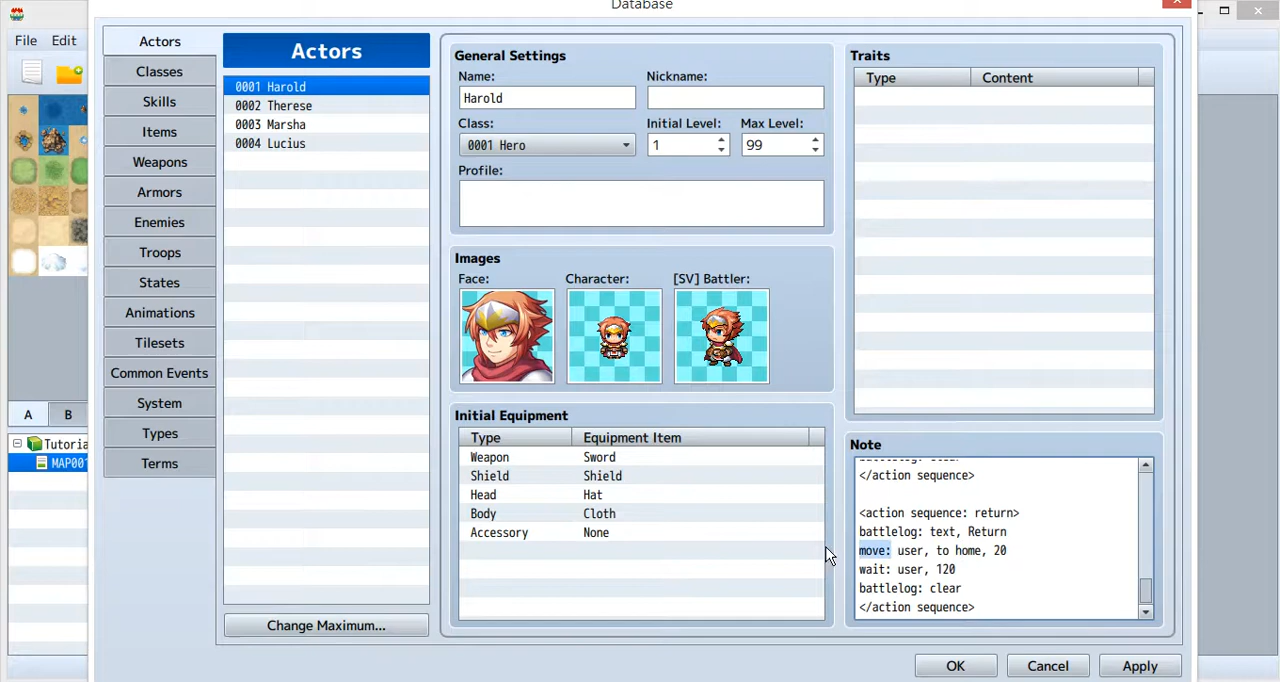 Database
File Edit
Actors
Classes
Skills
Items
Weapons
Armors
Enemies
Troops
States
Animations
Tilesets
Common Events
System
Types
Terms
A B
Tutoria
MAP001
Actors
0001 Harold
0002 Therese
0003 Marsha
0004 Lucius
Change Maximum...
General Settings
Name: Nickname:
Harold
Class: Initial Level: Max Level:
0001 Hero 1 99
Profile:
Images
Face: Character: [SV] Battler:
Initial Equipment
Type Equipment Item
Weapon Sword
Shield Shield
Head Hat
Body Cloth
Accessory None
Traits
Type Content
Note
</action sequence>
<action sequence: return>
battlelog: text, Return
move: user, to home, 20
wait: user, 120
battlelog: clear
</action sequence>
OK Cancel Apply